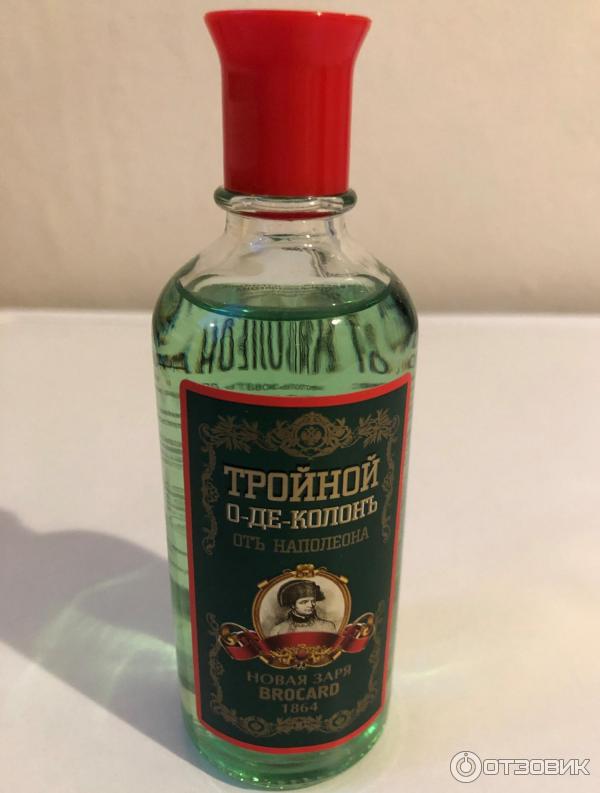 ТРОЙНОЙ
О-ДЕ-КОЛОНЪ
ОТЪ НАПОЛЕОНА
НОВАЯ ЗАРЯ
BROCARD
1864
ОТЗОВИК